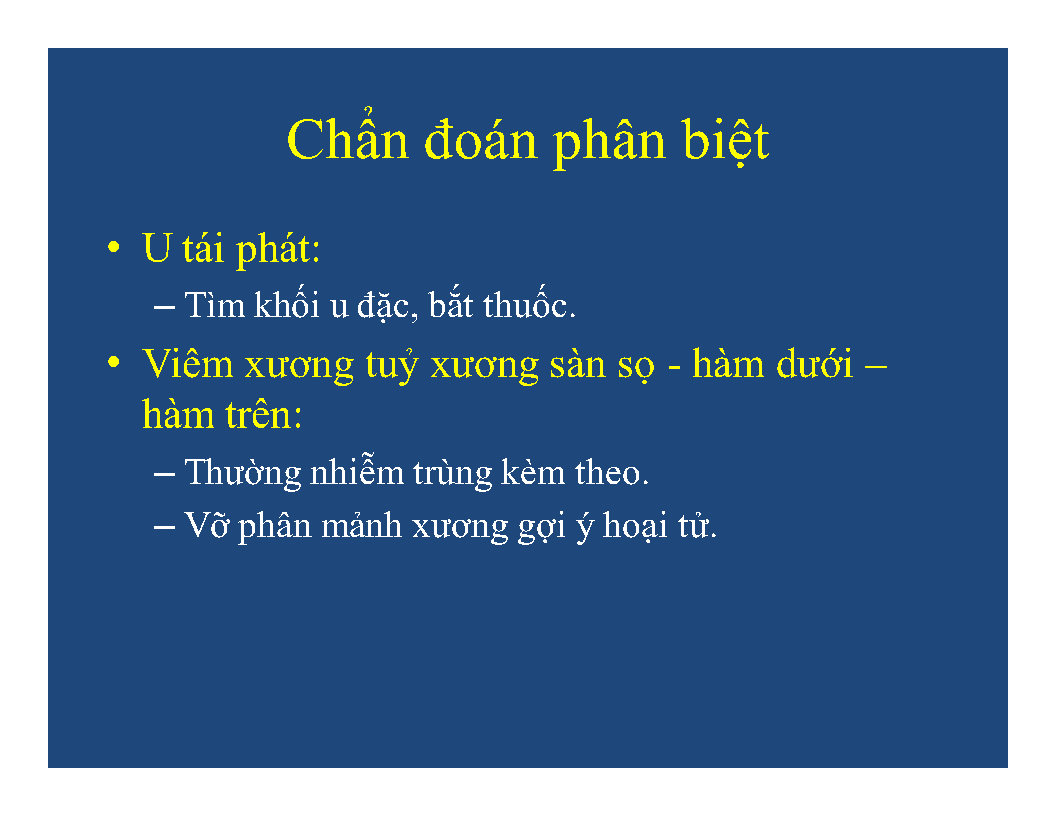 Chẩn đoán phân biệt
• U tái phát:
– Tìm khối u đặc, bắt thuốc.
• Viêm xương tuỷ xương sàn sọ - hàm dưới –
hàm trên:
– Thường nhiễm trùng kèm theo.
– Vỡ phân mảnh xương gợi ý hoại tử.